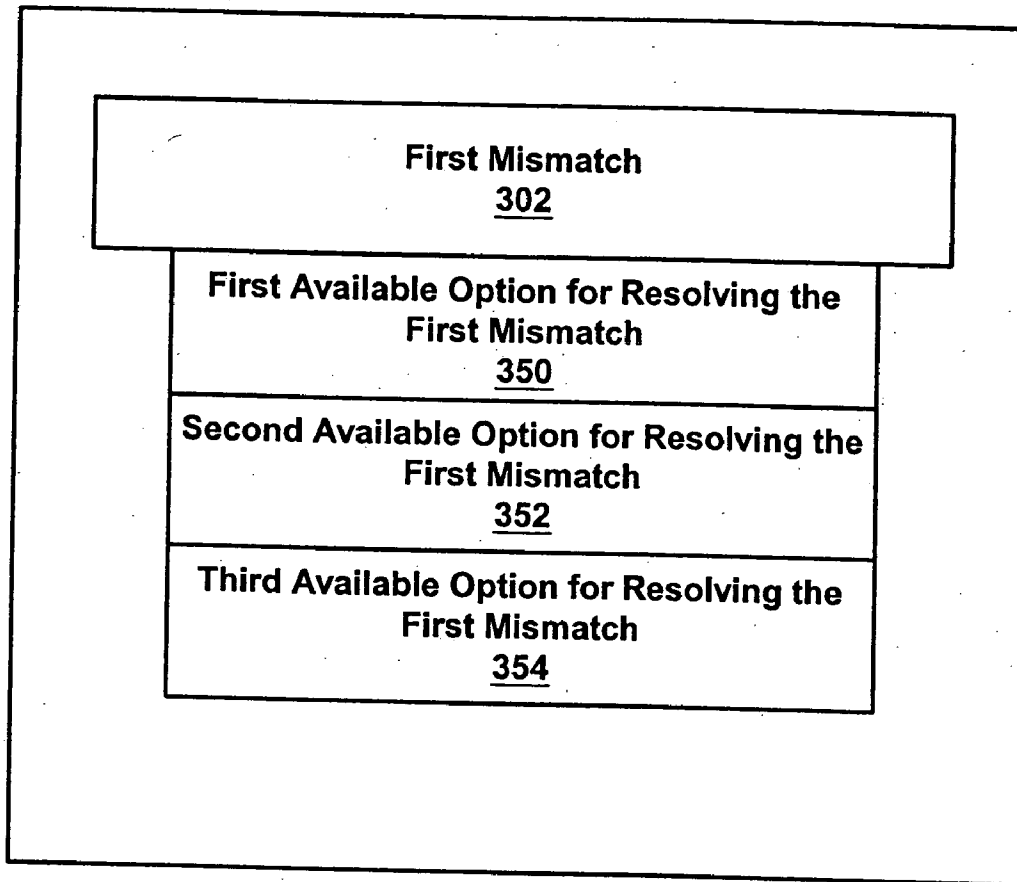 First Mismatch
302
First Available Option for Resolving the
First Mismatch
350
Second Available Option for Resolving the
First Mismatch
352
Third Available Option for Resolving the
First Mismatch
354